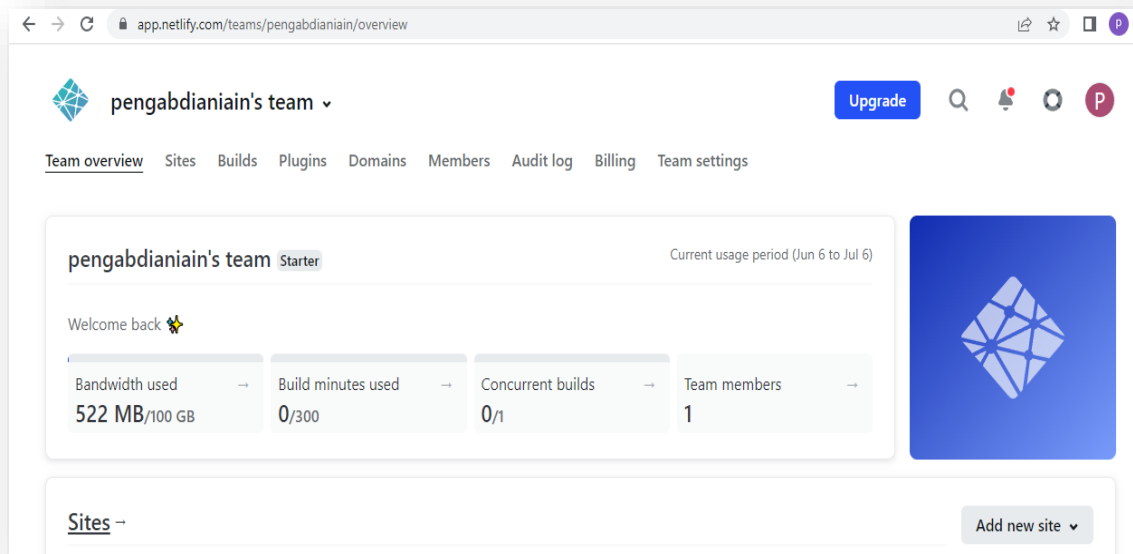 app.netlify.com/teams/pengabdianiain/overview
P
pengabdianiain's team
Upgrade
P
Team overview Sites Builds Plugins Domains Members Audit log Billing Team settings
pengabdianiain's team Starter
Current usage period (Jun 6 to Jul 6)
Welcome back
Bandwidth used → Build minutes used → Concurrent builds → Team members →
522 MB/100 GB 0/300 0/1 1
Sites →
Add new site